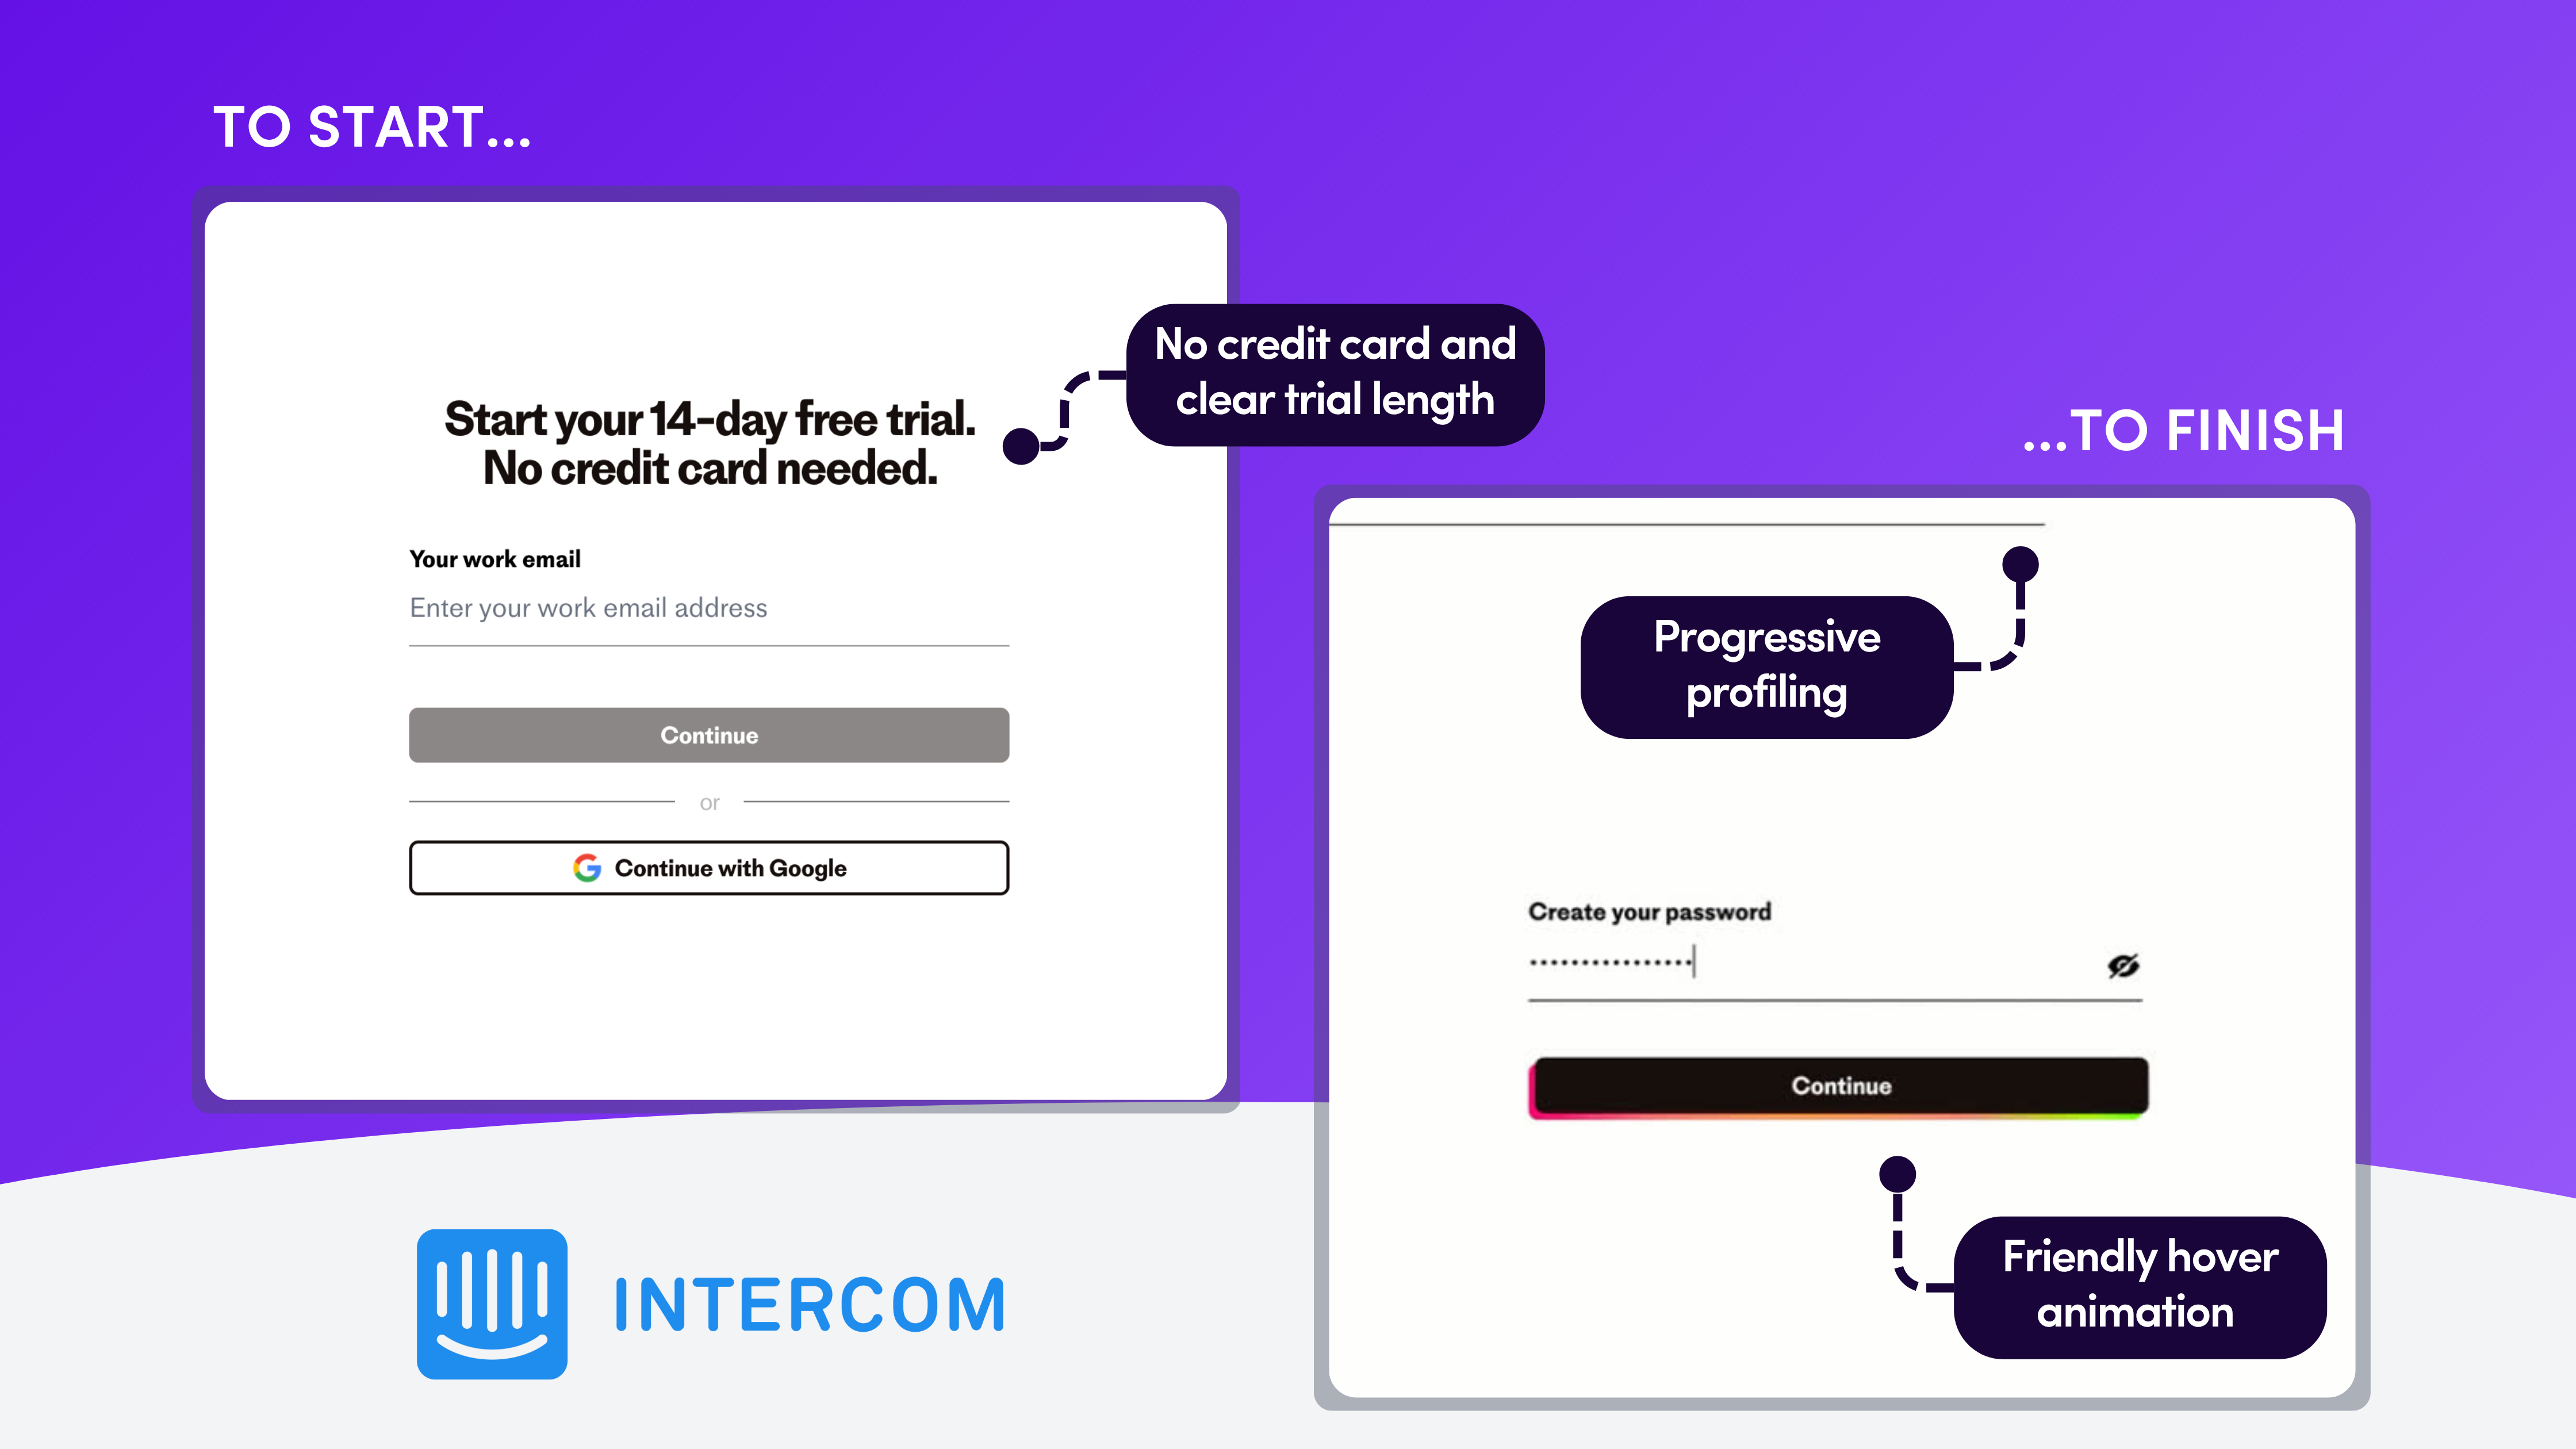 TO START...
Start your 14-day free trial.
No credit card needed.
Your work email
Enter your work email address
Continue
or
Continue with Google
No credit card and
clear trial length
...TO FINISH
Progressive
profiling
Create your password
Continue
Friendly hover
animation
INTERCOM